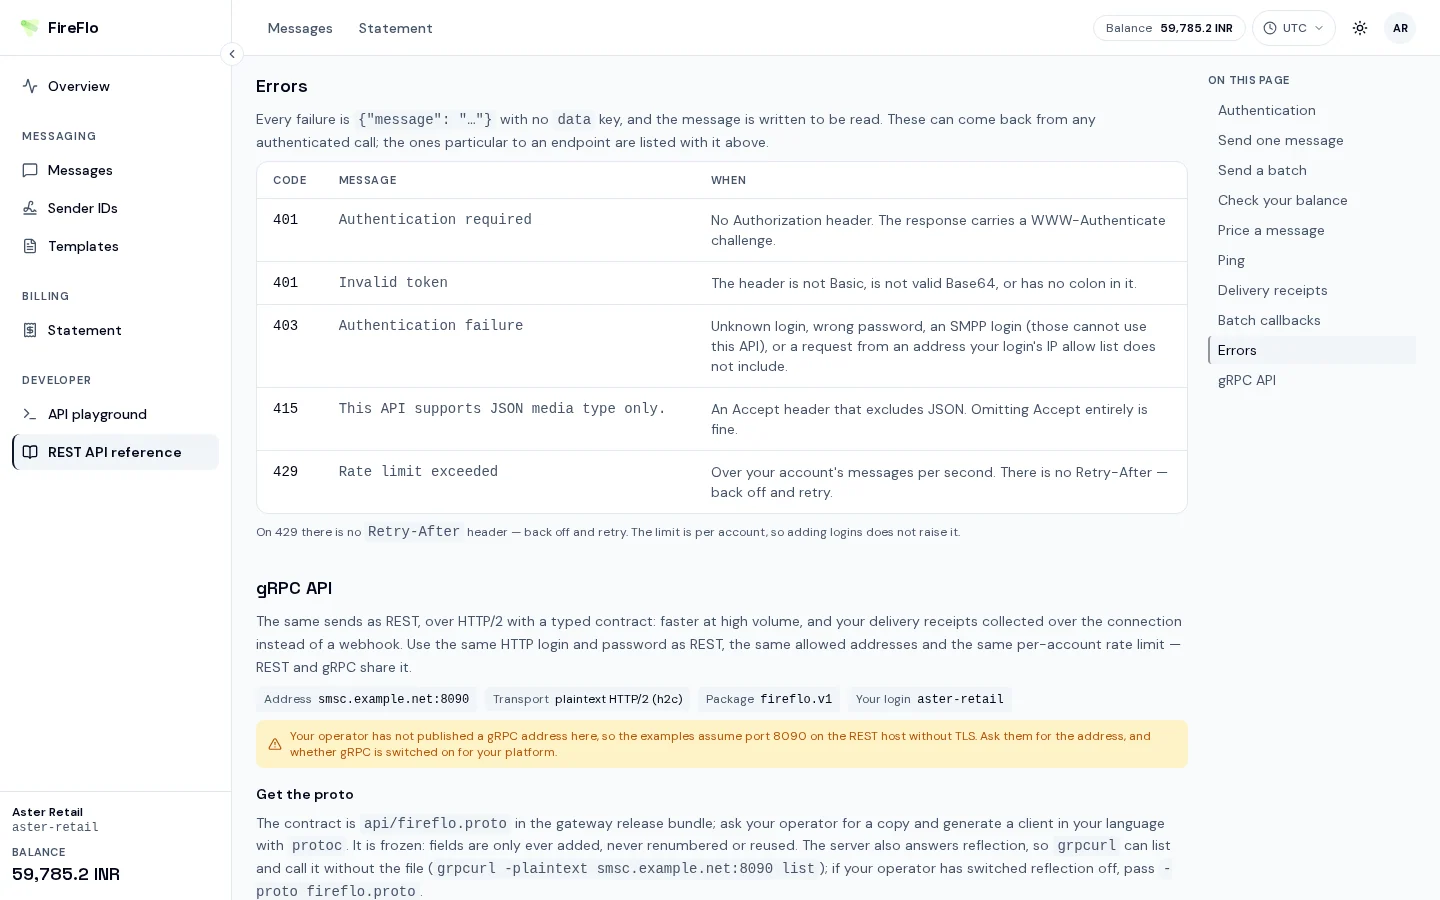 FireFlo
Messages
Statement
Balance 59,785.2 INR
UTC
AR
Overview
MESSAGING
Messages
Sender IDs
Templates
BILLING
Statement
DEVELOPER
API playground
REST API reference
Aster Retail
aster-retail
BALANCE
59,785.2 INR
Errors
Every failure is {"message": "…"} with no data key, and the message is written to be read. These can come back from any
authenticated call; the ones particular to an endpoint are listed with it above.
CODE MESSAGE WHEN
401 Authentication required No Authorization header. The response carries a WWW-Authenticate
challenge.
401 Invalid token The header is not Basic, is not valid Base64, or has no colon in it.
403 Authentication failure Unknown login, wrong password, an SMPP login (those cannot use
this API), or a request from an address your login's IP allow list does
not include.
415 This API supports JSON media type only. An Accept header that excludes JSON. Omitting Accept entirely is
fine.
429 Rate limit exceeded Over your account's messages per second. There is no Retry-After —
back off and retry.
On 429 there is no Retry-After header — back off and retry. The limit is per account, so adding logins does not raise it.
gRPC API
The same sends as REST, over HTTP/2 with a typed contract: faster at high volume, and your delivery receipts collected over the connection
instead of a webhook. Use the same HTTP login and password as REST, the same allowed addresses and the same per-account rate limit —
REST and gRPC share it.
Address smsc.example.net:8090 Transport plaintext HTTP/2 (h2c) Package fireflo.v1 Your login aster-retail
Your operator has not published a gRPC address here, so the examples assume port 8090 on the REST host without TLS. Ask them for the address, and
whether gRPC is switched on for your platform.
Get the proto
The contract is api/fireflo.proto in the gateway release bundle; ask your operator for a copy and generate a client in your language
with protoc. It is frozen: fields are only ever added, never renumbered or reused. The server also answers reflection, so grpcurl can list
and call it without the file (grpcurl -plaintext smsc.example.net:8090 list); if your operator has switched reflection off, pass -
proto fireflo.proto.
ON THIS PAGE
Authentication
Send one message
Send a batch
Check your balance
Price a message
Ping
Delivery receipts
Batch callbacks
Errors
gRPC API